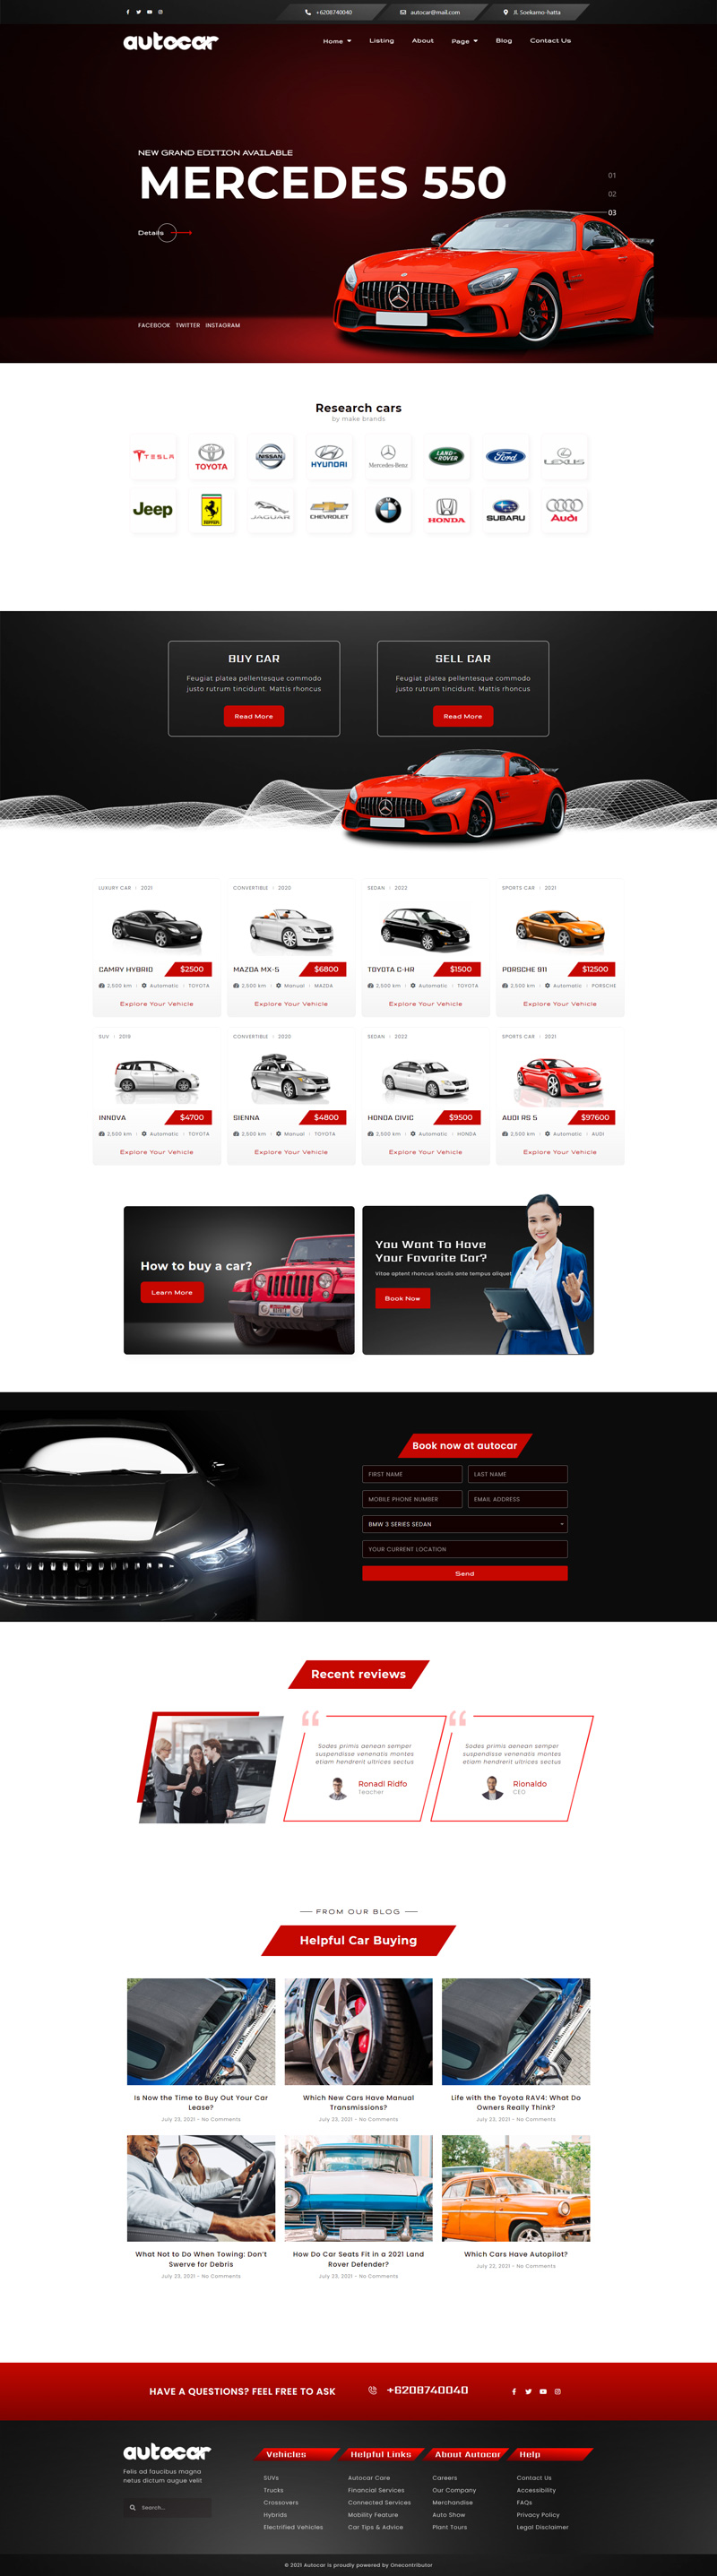 +6208740040
autocar@mail.com
Jl. Soekarno-hatta
autocar
Home
Listing
About
Page
Blog
Contact Us
NEW GRAND EDITION AVAILABLE
MERCEDES 550
01
02
03
Details
FACEBOOK TWITTER INSTAGRAM
Research cars
by make brands
TESLA
TOYOTA
NISSAN
HYUNDAI
Mercedes-Benz
LAND ROVER
Ford
LEXUS
Jeep
Ferrari
JAGUAR
CHEVROLET
BMW
HONDA
SUBARU
Audi
BUY CAR
Feugiat platea pellentesque commodo
justo rutrum tincidunt. Mattis rhoncus
Read More
SELL CAR
Feugiat platea pellentesque commodo
justo rutrum tincidunt. Mattis rhoncus
Read More
LUXURY CAR 2021
CAMRY HYBRID
$2500
2,500 km Automatic TOYOTA
Explore Your Vehicle
CONVERTIBLE 2020
MAZDA MX-5
$6800
2,500 km Manual MAZDA
Explore Your Vehicle
SEDAN 2022
TOYOTA C-HR
$1500
2,500 km Automatic TOYOTA
Explore Your Vehicle
SPORTS CAR 2021
PORSCHE 911
$12500
2,500 km Automatic PORSCHE
Explore Your Vehicle
SUV 2019
INNOVA
$4700
2,500 km Automatic TOYOTA
Explore Your Vehicle
CONVERTIBLE 2020
SIENNA
$4800
2,500 km Manual TOYOTA
Explore Your Vehicle
SEDAN 2022
HONDA CIVIC
$9500
2,500 km Automatic HONDA
Explore Your Vehicle
SPORTS CAR 2021
AUDI RS 5
$97600
2,500 km Automatic AUDI
Explore Your Vehicle
How to buy a car?
Learn More
You Want To Have
Your Favorite Car?
Vitae aptent rhoncus iaculis ante tempus aliquet
Book Now
Book now at autocar
FIRST NAME
LAST NAME
MOBILE PHONE NUMBER
EMAIL ADDRESS
BMW 3 SERIES SEDAN
YOUR CURRENT LOCATION
Send
Recent reviews
Sodes primis aenean semper
suspendisse venenatis montes
etiam hendrerit ultrices sectus
Ronadi Ridfo
Teacher
Sodes primis aenean semper
suspendisse venenatis montes
etiam hendrerit ultrices sectus
Rionaldo
CEO
FROM OUR BLOG
Helpful Car Buying
Is Now the Time to Buy Out Your Car
Lease?
July 23, 2021 - No Comments
Which New Cars Have Manual
Transmissions?
July 23, 2021 - No Comments
Life with the Toyota RAV4: What Do
Owners Really Think?
July 23, 2021 - No Comments
What Not to Do When Towing: Don't
Swerve for Debris
July 23, 2021 - No Comments
How Do Car Seats Fit in a 2021 Land
Rover Defender?
July 23, 2021 - No Comments
Which Cars Have Autopilot?
July 22, 2021 - No Comments
HAVE A QUESTIONS? FEEL FREE TO ASK
+6208740040
autocar
Felis ad faucibus magna
netus dictum augue velit
Search...
Vehicles
SUVs
Trucks
Crossovers
Hybrids
Electrified Vehicles
Helpful Links
Autocar Care
Financial Services
Connected Services
Mobility Feature
Car Tips & Advice
About Autocar
Careers
Our Company
Merchandise
Auto Show
Plant Tours
Help
Contact Us
Accessibility
FAQs
Privacy Policy
Legal Disclaimer
© 2021 Autocar is proudly powered by Onecontributor